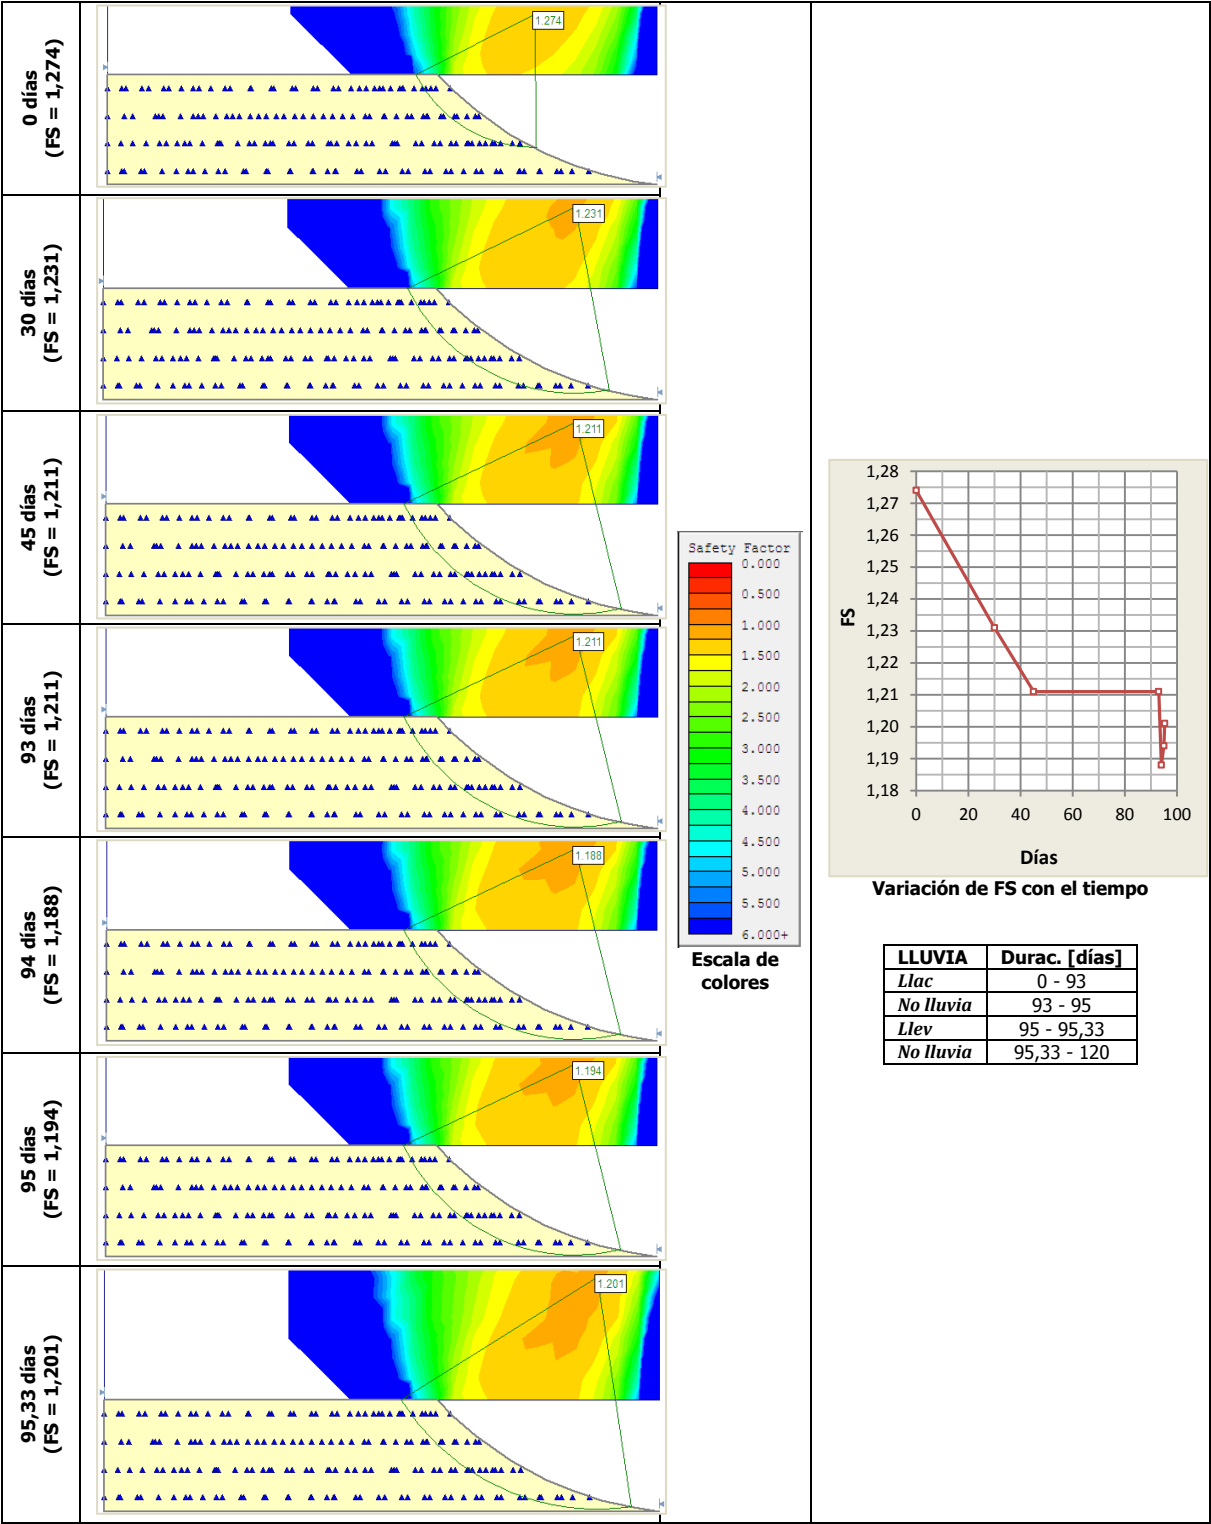 0 días
(FS = 1,274)
1.274
30 días
(FS = 1,231)
1.231
45 días
(FS = 1,211)
1.211
93 días
(FS = 1,211)
1.211
94 días
(FS = 1,188)
1.188
95 días
(FS = 1,194)
1.194
95,33 días
(FS = 1,201)
1.201
Safety Factor
0.000
0.500
1.000
1.500
2.000
2.500
3.000
3.500
4.000
4.500
5.000
5.500
6.000+
Escala de
colores
1,28
1,27
1,26
1,25
1,24
1,23
1,22
1,21
1,20
1,19
1,18
FS
0 20 40 60 80 100
Días
Variación de FS con el tiempo
LLUVIA Durac. [días]
Llac 0 - 93
No lluvia 93 - 95
Llev 95 - 95,33
No lluvia 95,33 - 120